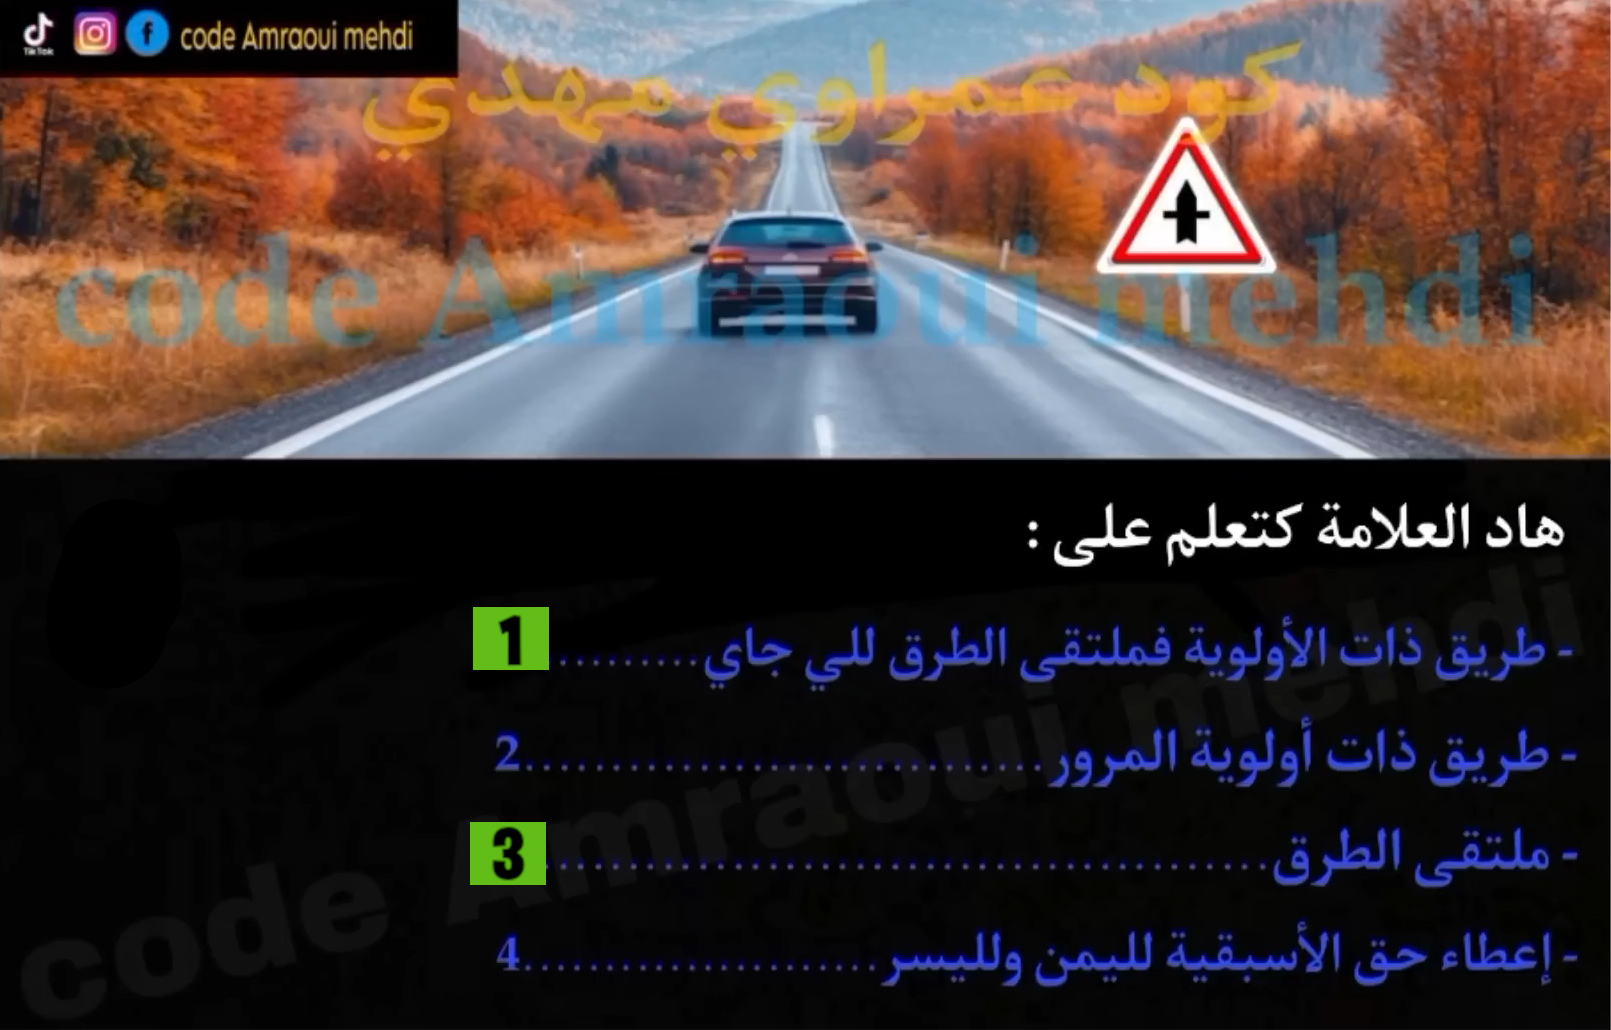 TikTok
code Amraoui mehdi
كود عمراوي مهدي
code Amraoui mehdi
هاد العلامة كتعلم على :
- طريق ذات الأولوية فملتقى الطرق للي جاي.........1
- طريق ذات أولوية المرور..............................2
- ملتقى الطرق..........................................3
- إعطاء حق الأسبقية لليمن ولليسر.....................4
code Amraoui mehdi